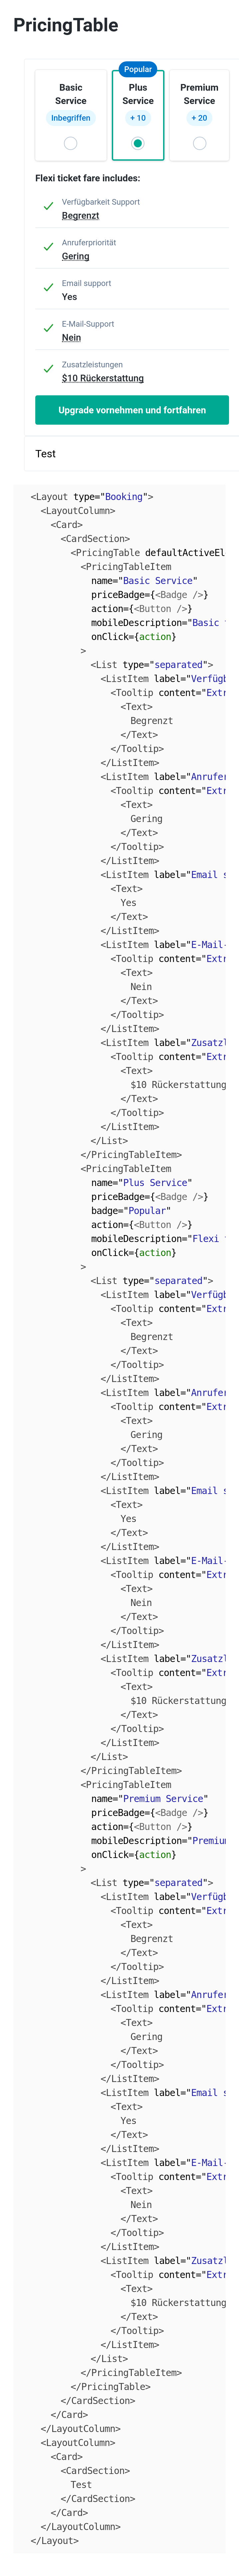 PricingTable
Popular
Basic Service
Plus Service
Premium Service
Inbegriffen
+ 10
+ 20
Flexi ticket fare includes:
Verfügbarkeit Support
Begrenzt
Anruferpriorität
Gering
Email support
Yes
E-Mail-Support
Nein
Zusatzleistungen
$10 Rückerstattung
Upgrade vornehmen und fortfahren
Test
<Layout type="Booking">
<LayoutColumn>
<Card>
<CardSection>
<PricingTable defaultActiveEl
<PricingTableItem
name="Basic Service"
priceBadge={<Badge />}
action={<Button />}
mobileDescription="Basic
onClick={action}
>
<List type="separated">
<ListItem label="Verfügb
<Tooltip content="Extr
<Text>
Begrenzt
</Text>
</Tooltip>
</ListItem>
<ListItem label="Anrufer
<Tooltip content="Extr
<Text>
Gering
</Text>
</Tooltip>
</ListItem>
<ListItem label="Email s
<Text>
Yes
</Text>
</ListItem>
<ListItem label="E-Mail-
<Tooltip content="Extr
<Text>
Nein
</Text>
</Tooltip>
</ListItem>
<ListItem label="Zusatzl
<Tooltip content="Extr
<Text>
$10 Rückerstattung
</Text>
</Tooltip>
</ListItem>
</List>
</PricingTableItem>
<PricingTableItem
name="Plus Service"
priceBadge={<Badge />}
badge="Popular"
action={<Button />}
mobileDescription="Flexi
onClick={action}
>
<List type="separated">
<ListItem label="Verfügb
<Tooltip content="Extr
<Text>
Begrenzt
</Text>
</Tooltip>
</ListItem>
<ListItem label="Anrufer
<Tooltip content="Extr
<Text>
Gering
</Text>
</Tooltip>
</ListItem>
<ListItem label="Email s
<Text>
Yes
</Text>
</ListItem>
<ListItem label="E-Mail-
<Tooltip content="Extr
<Text>
Nein
</Text>
</Tooltip>
</ListItem>
<ListItem label="Zusatzl
<Tooltip content="Extr
<Text>
$10 Rückerstattung
</Text>
</Tooltip>
</ListItem>
</List>
</PricingTableItem>
<PricingTableItem
name="Premium Service"
priceBadge={<Badge />}
action={<Button />}
mobileDescription="Premiu
onClick={action}
>
<List type="separated">
<ListItem label="Verfügb
<Tooltip content="Extr
<Text>
Begrenzt
</Text>
</Tooltip>
</ListItem>
<ListItem label="Anrufer
<Tooltip content="Extr
<Text>
Gering
</Text>
</Tooltip>
</ListItem>
<ListItem label="Email s
<Text>
Yes
</Text>
</ListItem>
<ListItem label="E-Mail-
<Tooltip content="Extr
<Text>
Nein
</Text>
</Tooltip>
</ListItem>
<ListItem label="Zusatzl
<Tooltip content="Extr
<Text>
$10 Rückerstattung
</Text>
</Tooltip>
</ListItem>
</List>
</PricingTableItem>
</PricingTable>
</CardSection>
</Card>
</LayoutColumn>
<LayoutColumn>
<Card>
<CardSection>
Test
</CardSection>
</Card>
</LayoutColumn>
</Layout>